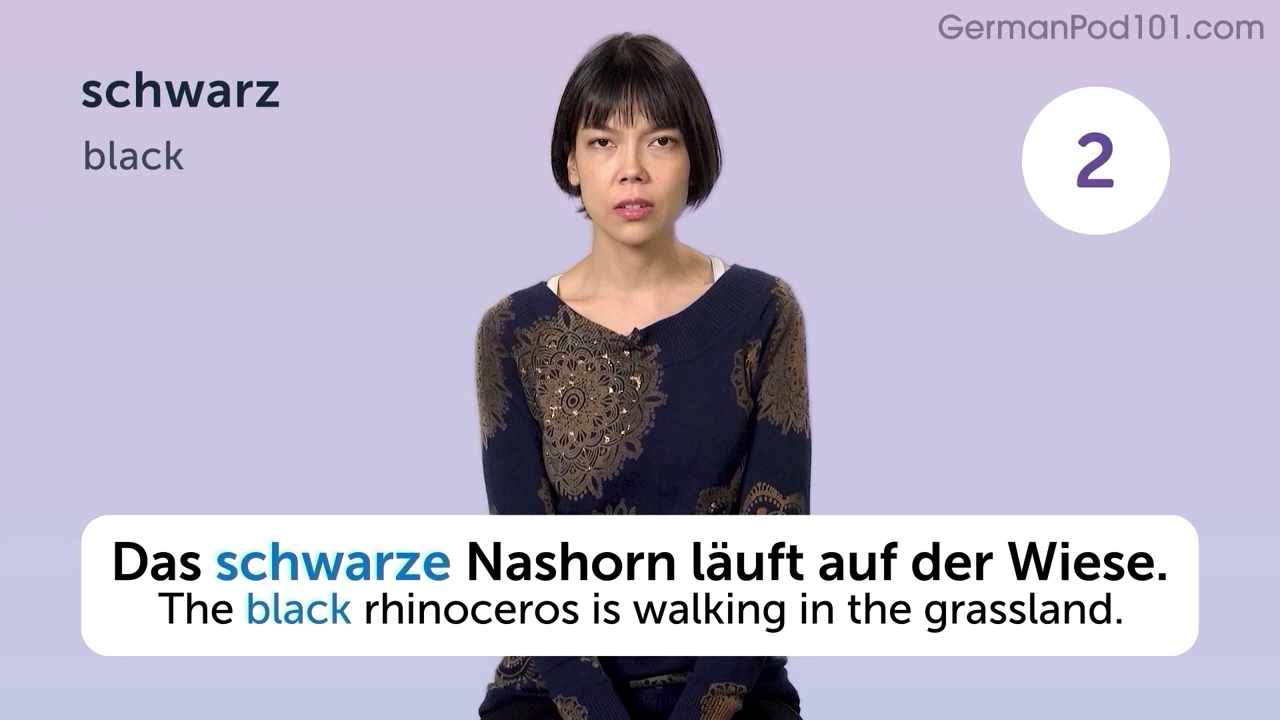 GermanPod101.com
schwarz
black
2
Das schwarze Nashorn läuft auf der Wiese.
The black rhinoceros is walking in the grassland.